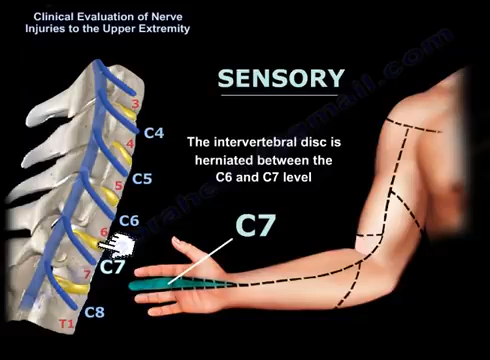 Clinical Evaluation of Nerve
Injuries to the Upper Extremity
SENSORY
The intervertebral disc is
herniated between the
C6 and C7 level
3
C4
4
C5
5
C6
6
C7
7
C8
T1
C7